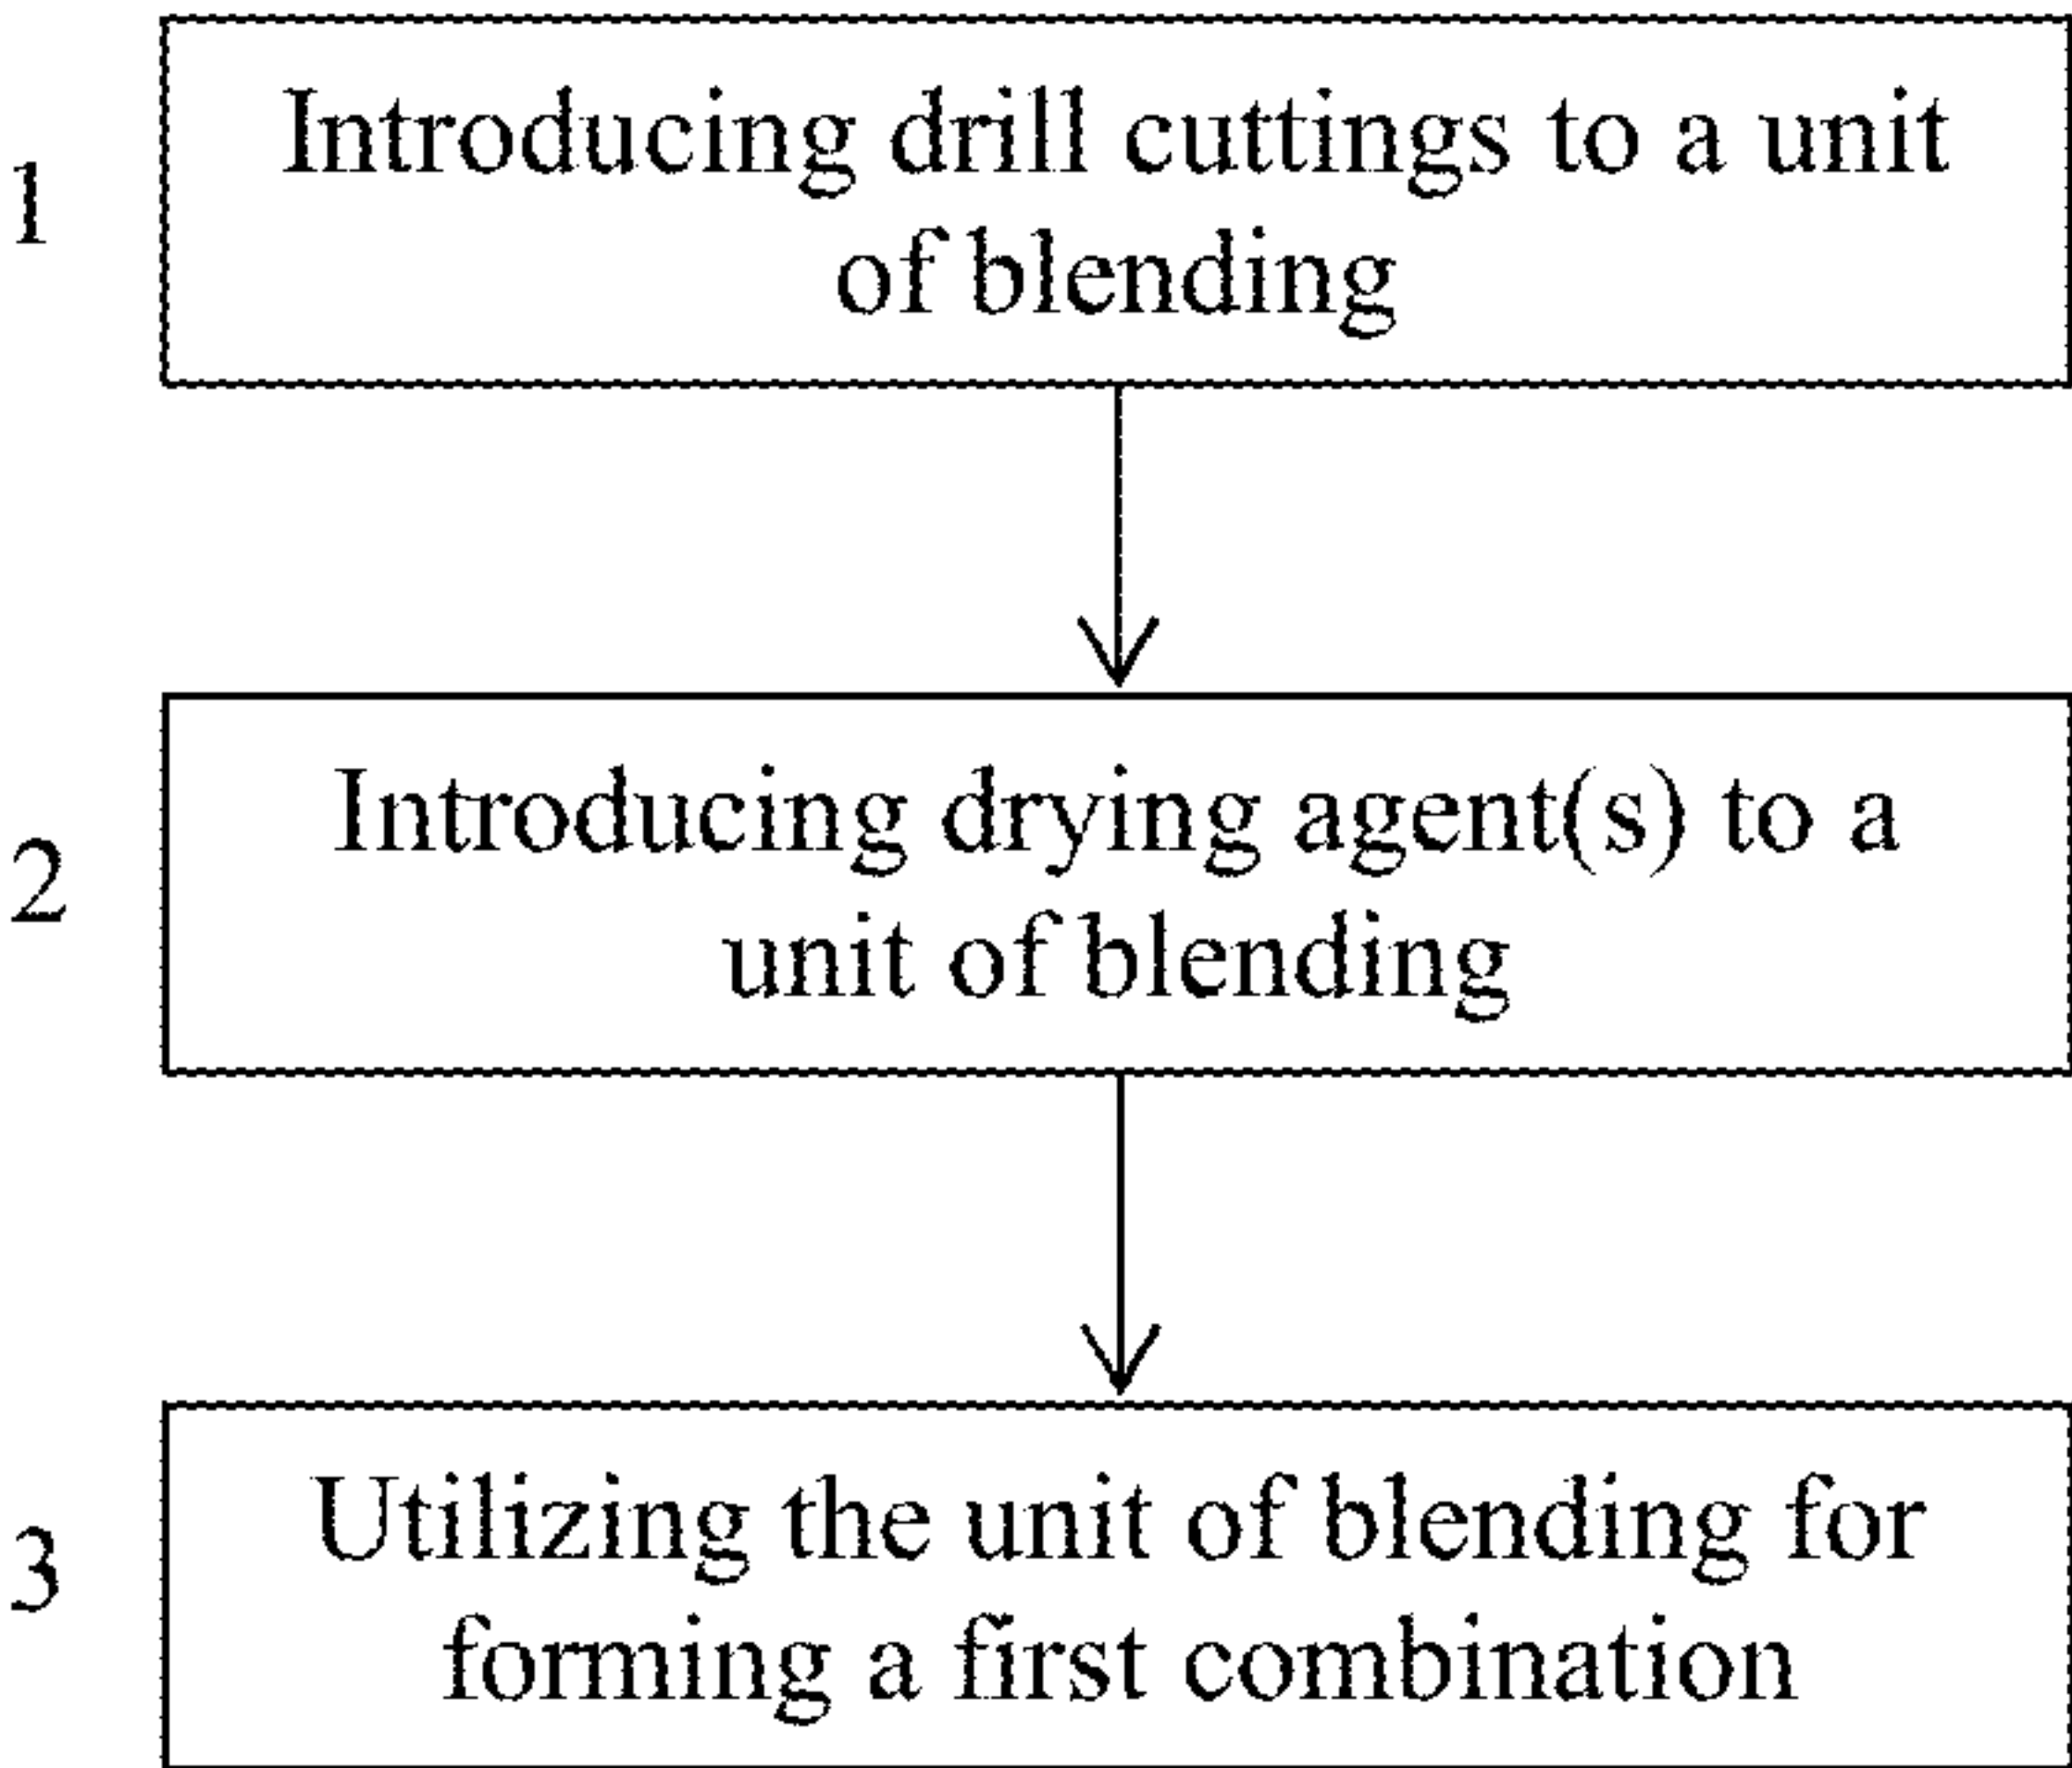 1
Introducing drill cuttings to a unit
of blending
2
Introducing drying agent(s) to a
unit of blending
3
Utilizing the unit of blending for
forming a first combination